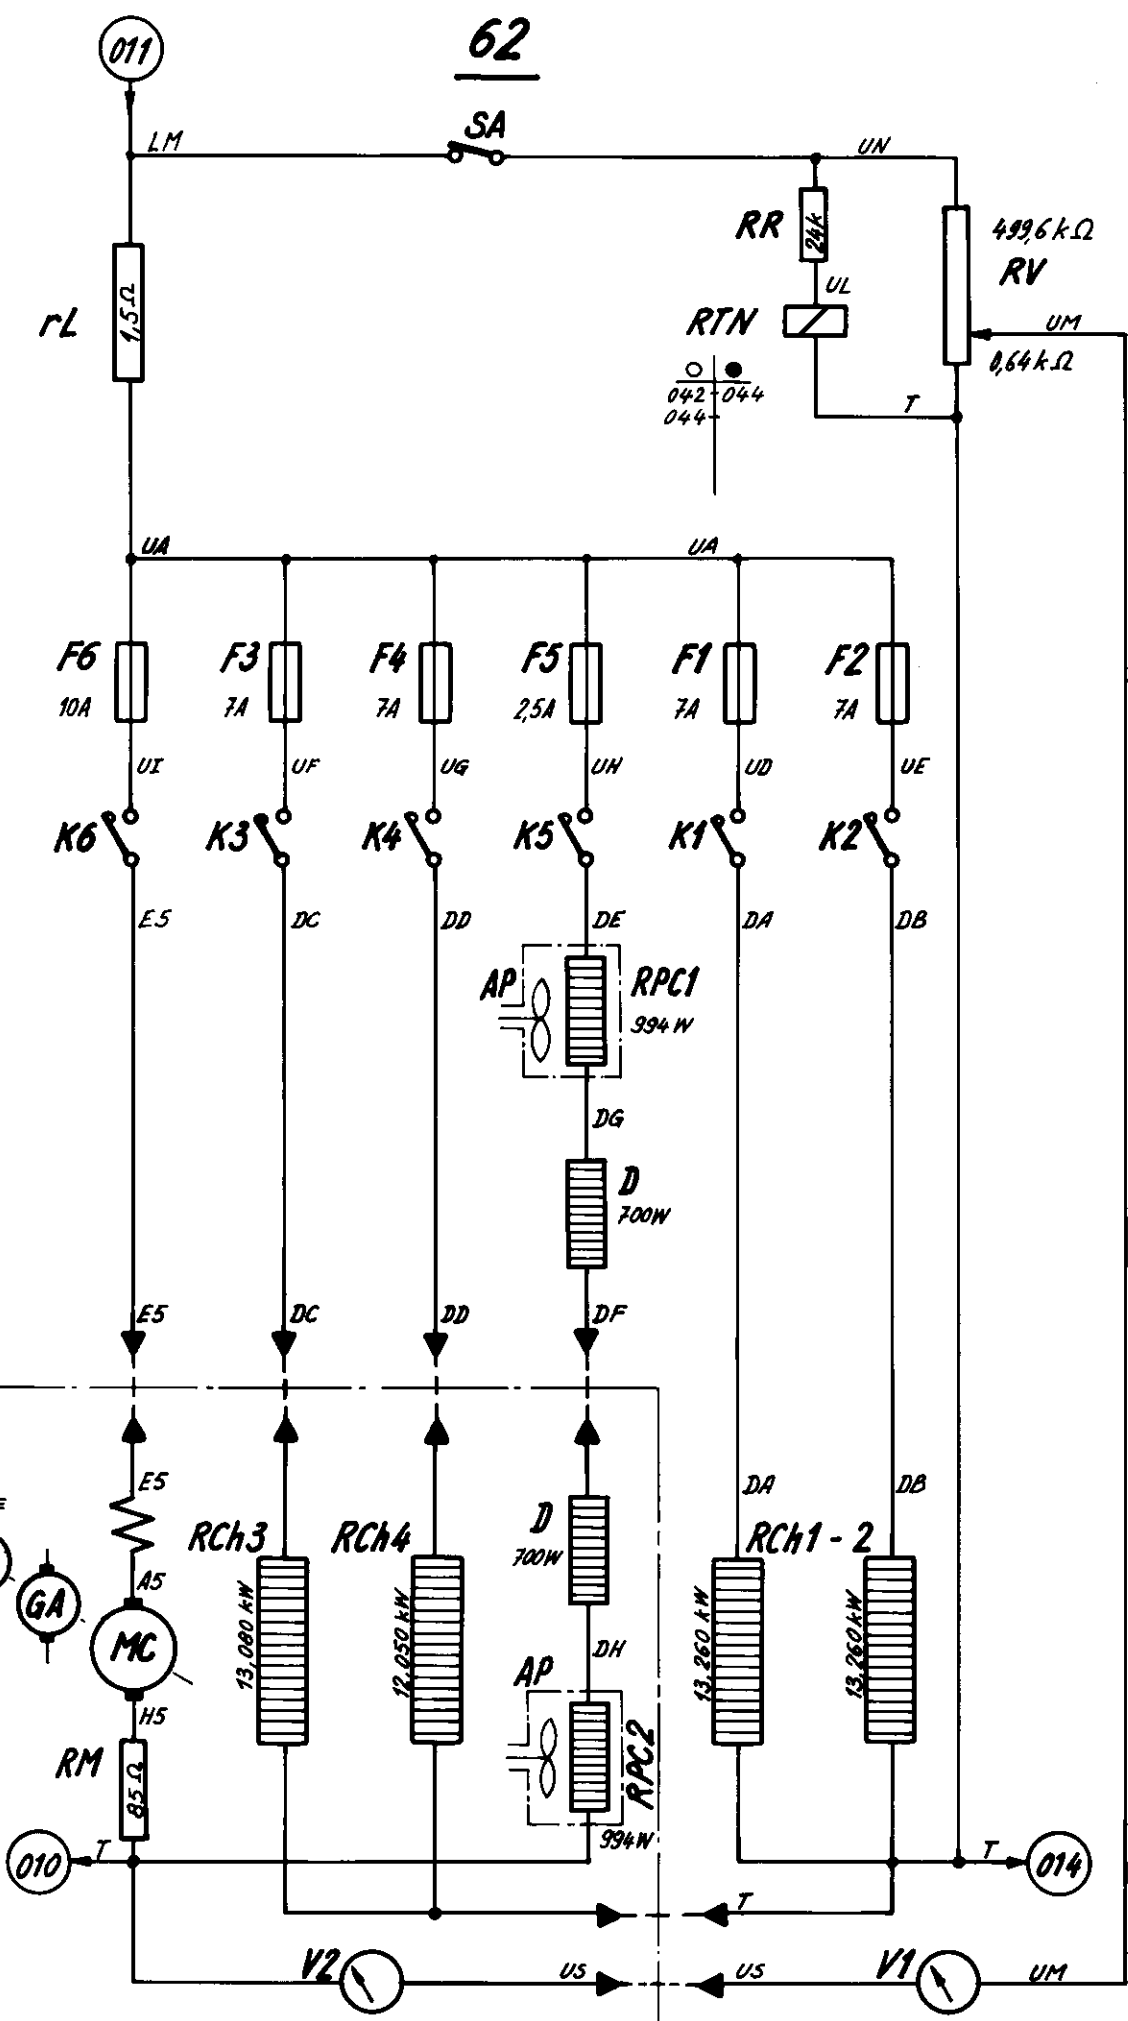 011
62
LM
SA
UN
RR
24k
499,6 kΩ
RV
UL
rL
1,5Ω
RTN
UM
0,64 kΩ
042 044
044
T
UA
UA
F6
F3
F4
F5
F1
F2
10A
7A
7A
2,5A
7A
7A
UI
UF
UG
UH
UD
UE
K6
K3
K4
K5
K1
K2
E5
DC
DD
DE
DA
DB
AP
RPC1
994 W
DG
D
700W
E5
DC
DD
DF
E5
DA
DB
RCh3
RCh4
D
700W
RCh1 - 2
A5
GA
MC
13,080 kW
12,050 kW
13,260 kW
13,260 kW
DH
AP
H5
RM
85 Ω
RPC2
994W
010
T
T
014
T
V2
US
US
V1
UM